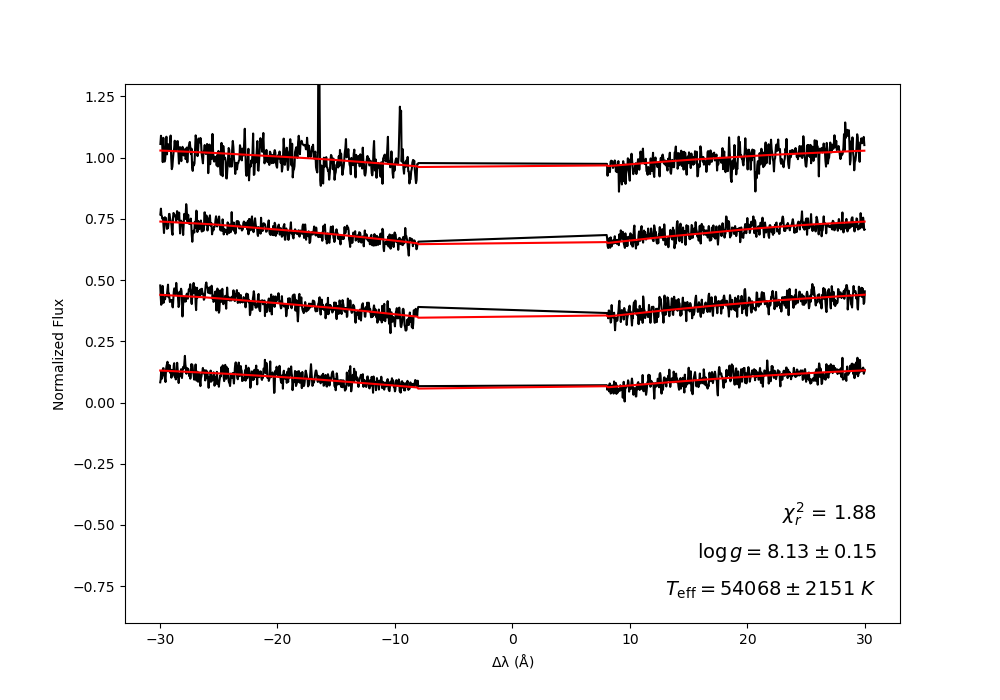 1.25
1.00
0.75
0.50
0.25
0.00
−0.25
−0.50
−0.75
Normalized Flux
χ²ᵣ = 1.88
log g = 8.13 ± 0.15
T_eff = 54068 ± 2151 K
−30 −20 −10 0 10 20 30
Δλ (Å)